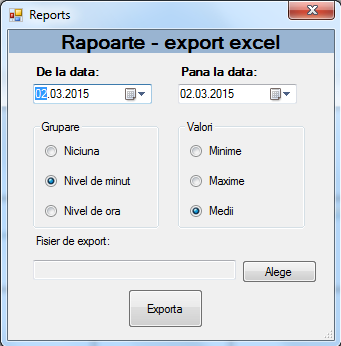 Reports
Rapoarte - export excel
De la data: Pana la data:
02.03.2015 02.03.2015
Grupare Valori
Niciuna Minime
Nivel de minut Maxime
Nivel de ora Medii
Fisier de export:
Alege
Exporta